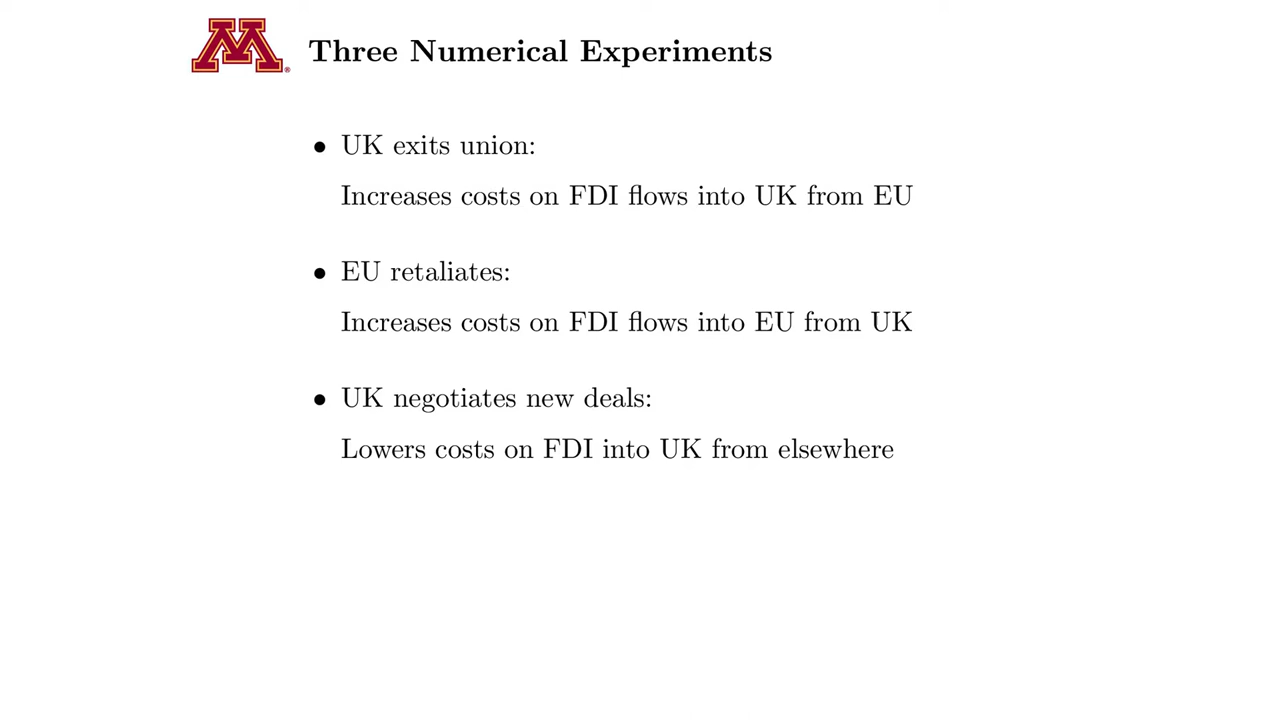 Three Numerical Experiments
• UK exits union:
Increases costs on FDI flows into UK from EU
• EU retaliates:
Increases costs on FDI flows into EU from UK
• UK negotiates new deals:
Lowers costs on FDI into UK from elsewhere